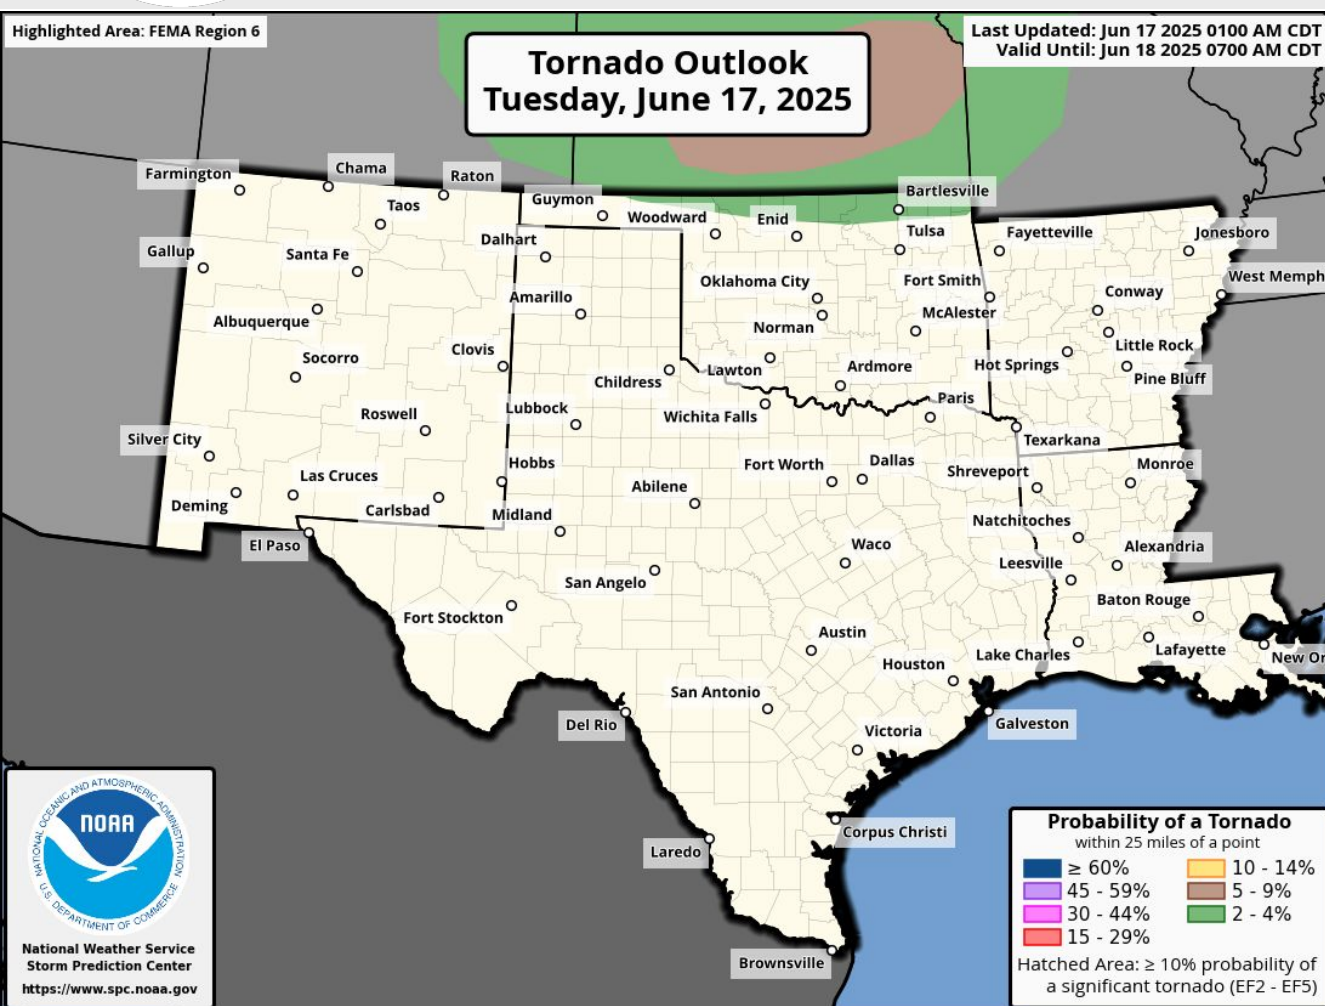 Highlighted Area: FEMA Region 6
Last Updated: Jun 17 2025 0100 AM CDT
Valid Until: Jun 18 2025 0700 AM CDT
Tornado Outlook
Tuesday, June 17, 2025
Farmington
Chama
Raton
Taos
Guymon
Woodward
Enid
Bartlesville
Gallup
Santa Fe
Dalhart
Tulsa
Fayetteville
Jonesboro
Albuquerque
Amarillo
Oklahoma City
Fort Smith
Conway
West Memph
Norman
McAlester
Little Rock
Socorro
Clovis
Childress
Lawton
Ardmore
Hot Springs
Pine Bluff
Roswell
Lubbock
Wichita Falls
Paris
Silver City
Texarkana
Las Cruces
Hobbs
Abilene
Fort Worth
Dallas
Shreveport
Monroe
Deming
Carlsbad
Midland
Natchitoches
El Paso
San Angelo
Waco
Leesville
Alexandria
Fort Stockton
Baton Rouge
Austin
Houston
Lake Charles
Lafayette
New Or
San Antonio
Del Rio
Victoria
Galveston
Laredo
Corpus Christi
Brownsville
NATIONAL OCEANIC AND ATMOSPHERIC ADMINISTRATION
NOAA
U.S. DEPARTMENT OF COMMERCE
National Weather Service
Storm Prediction Center
https://www.spc.noaa.gov
Probability of a Tornado
within 25 miles of a point
≥ 60%
10 - 14%
45 - 59%
5 - 9%
30 - 44%
2 - 4%
15 - 29%
Hatched Area: ≥ 10% probability of
a significant tornado (EF2 - EF5)